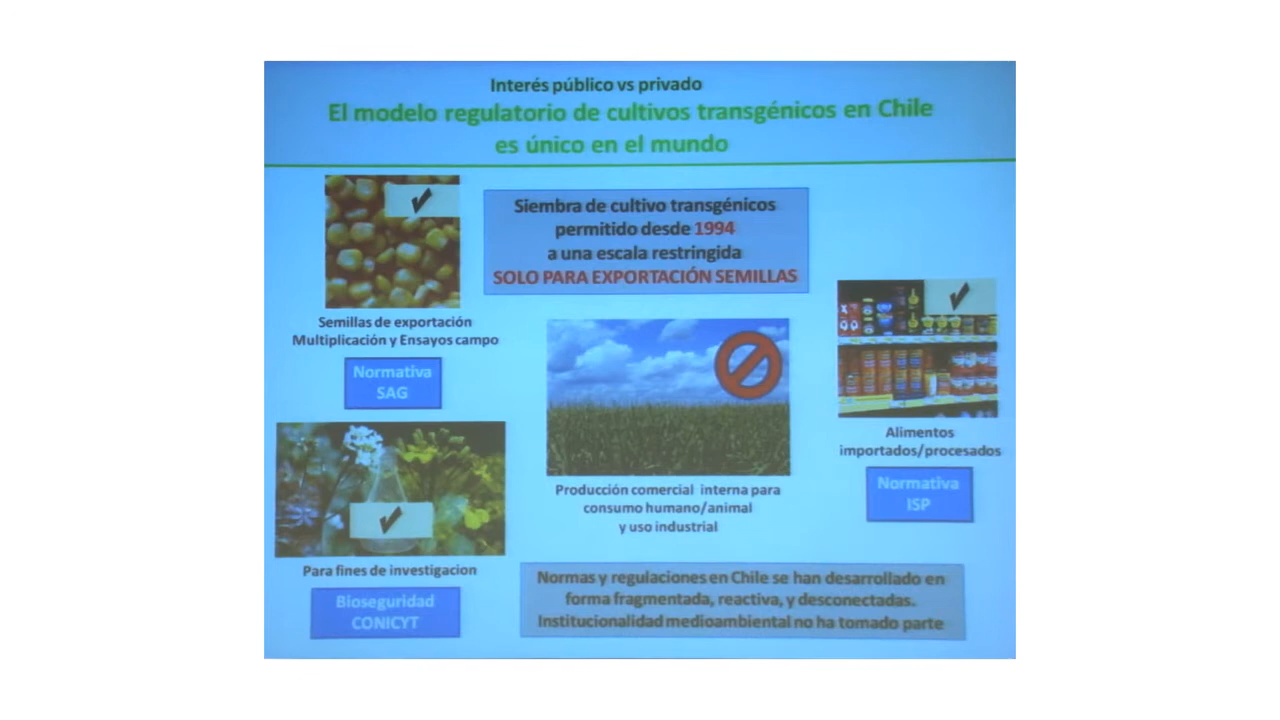 Interés público vs privado
El modelo regulatorio de cultivos transgénicos en Chile
es único en el mundo
Siembra de cultivo transgénicos
permitido desde 1994
a una escala restringida
SOLO PARA EXPORTACIÓN SEMILLAS
Semillas de exportación
Multiplicación y Ensayos campo
Normativa
SAG
Producción comercial interna para
consumo humano/animal
y uso industrial
Alimentos
importados/procesados
Normativa
ISP
Para fines de investigacion
Bioseguridad
CONICYT
Normas y regulaciones en Chile se han desarrollado en
forma fragmentada, reactiva, y desconectadas.
Institucionalidad medioambiental no ha tomado parte